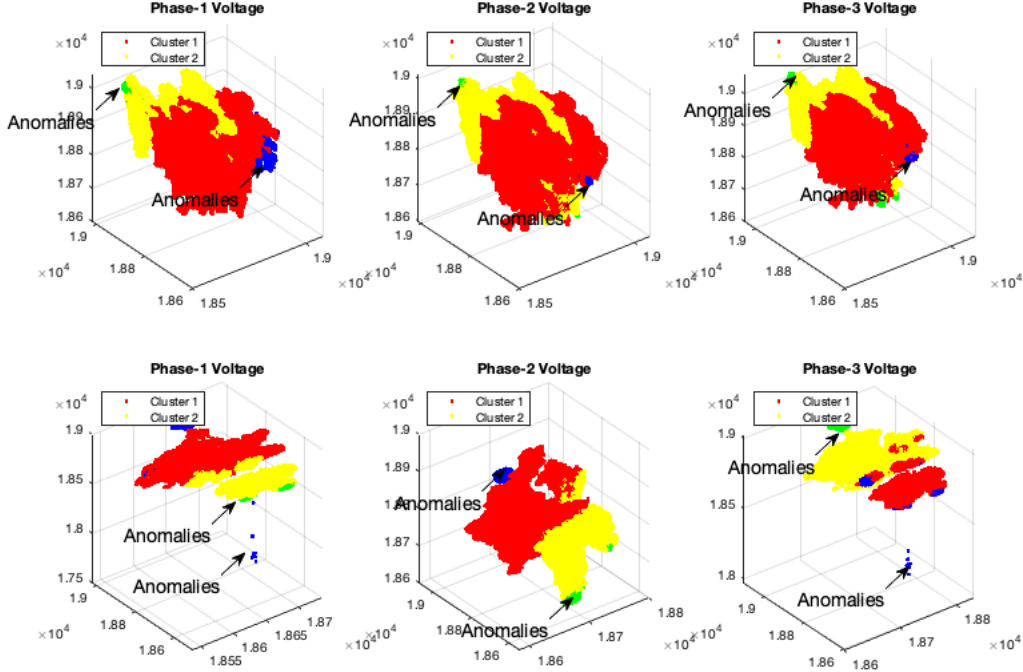 Phase-1 Voltage
×10⁴
Cluster 1
Cluster 2
1.9
1.89
1.88
1.87
1.86
1.9
1.88
1.86
×10⁴
1.85
1.9
×10⁴
Anomalies
Anomalies
Phase-2 Voltage
×10⁴
Cluster 1
Cluster 2
1.9
1.89
1.88
1.87
1.86
1.9
1.88
1.86
×10⁴
1.85
1.9
×10⁴
Anomalies
Anomalies
Phase-3 Voltage
×10⁴
Cluster 1
Cluster 2
1.9
1.89
1.88
1.87
1.86
1.9
1.88
1.86
×10⁴
1.85
1.9
×10⁴
Anomalies
Anomalies
Phase-1 Voltage
×10⁴
Cluster 1
Cluster 2
1.9
1.85
1.8
1.75
1.9
1.88
1.86
×10⁴
1.855
1.865
1.87
×10⁴
Anomalies
Anomalies
Phase-2 Voltage
×10⁴
Cluster 1
Cluster 2
1.9
1.89
1.88
1.87
1.86
1.9
1.88
1.86
×10⁴
1.86
1.87
1.88
×10⁴
Anomalies
Anomalies
Phase-3 Voltage
×10⁴
Cluster 1
Cluster 2
1.9
1.85
1.8
1.9
1.88
1.86
×10⁴
1.86
1.87
1.88
×10⁴
Anomalies
Anomalies